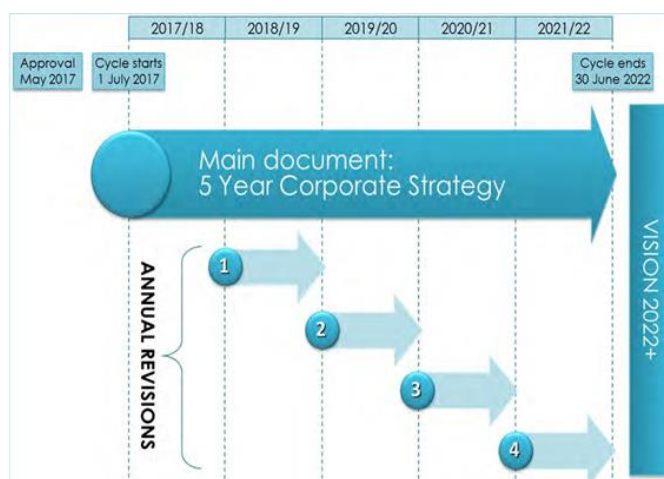 2017/18 2018/19 2019/20 2020/21 2021/22
Approval
May 2017
Cycle starts
1 July 2017
Cycle ends
30 June 2022
Main document:
5 Year Corporate Strategy
ANNUAL REVISIONS
1
2
3
4
VISION 2022+